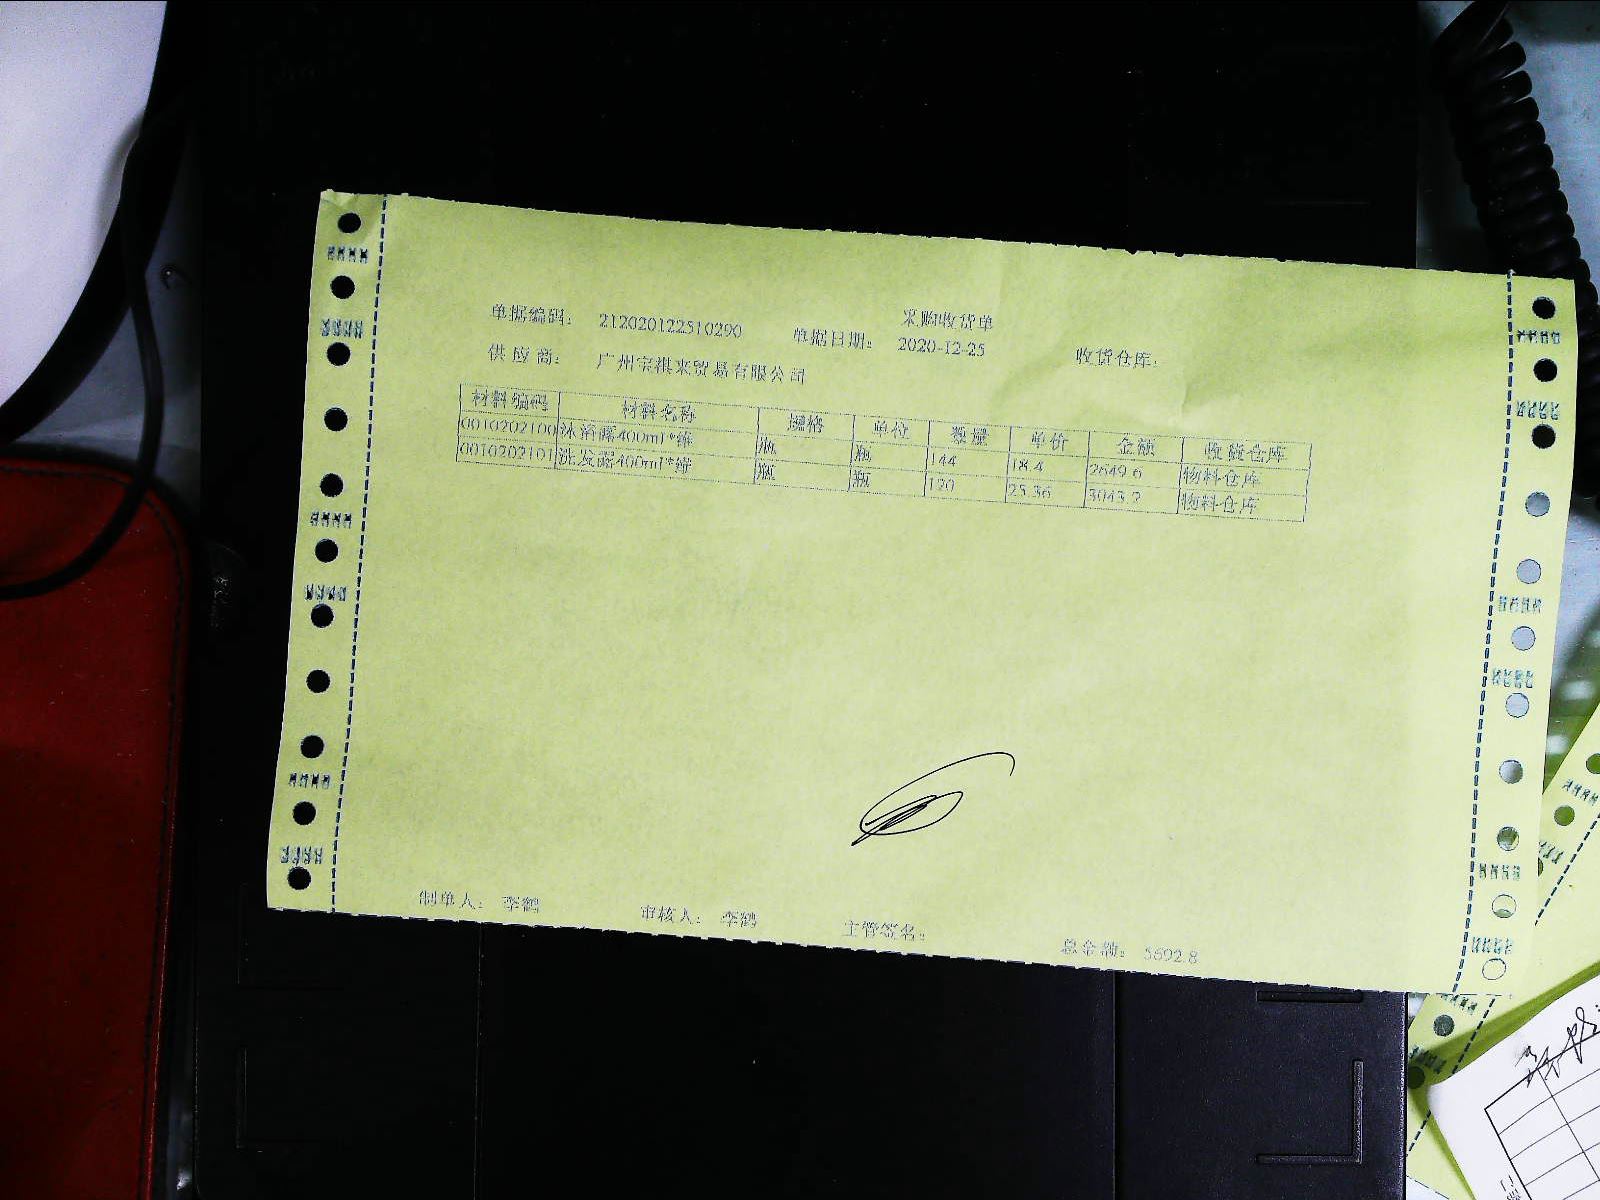 采购收货单
单据编码： 212020122510290 单据日期： 2020-12-25 收货仓库：
供应商： 广州宝祺来贸易有限公司
材料编码 材料名称 规格 单位 数量 单价 金额 收货仓库
0010202100 沐浴露400ml*罐 瓶 瓶 144 18.4 2649.6 物料仓库
0010202101 洗发露400ml*罐 瓶 瓶 120 25.36 3043.2 物料仓库
制单人： 李鹤 审核人： 李鹤 主管签名： 总金额： 5692.8